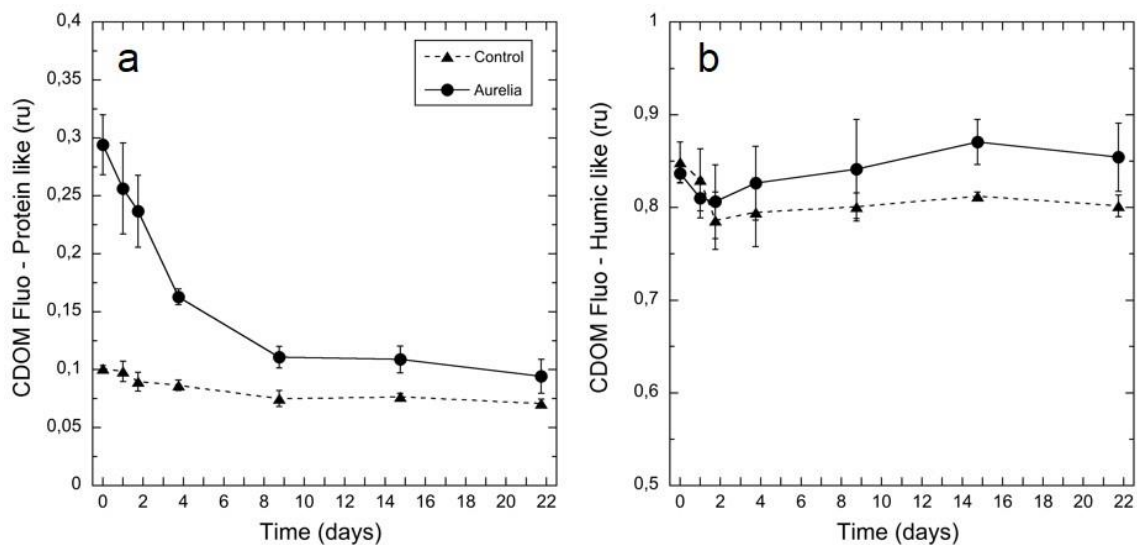 a
Control
Aurelia
CDOM Fluo - Protein like (ru)
0,4
0,35
0,3
0,25
0,2
0,15
0,1
0,05
0
0 2 4 6 8 10 12 14 16 18 20 22
Time (days)
b
CDOM Fluo - Humic like (ru)
1
0,9
0,8
0,7
0,6
0,5
0 2 4 6 8 10 12 14 16 18 20 22
Time (days)